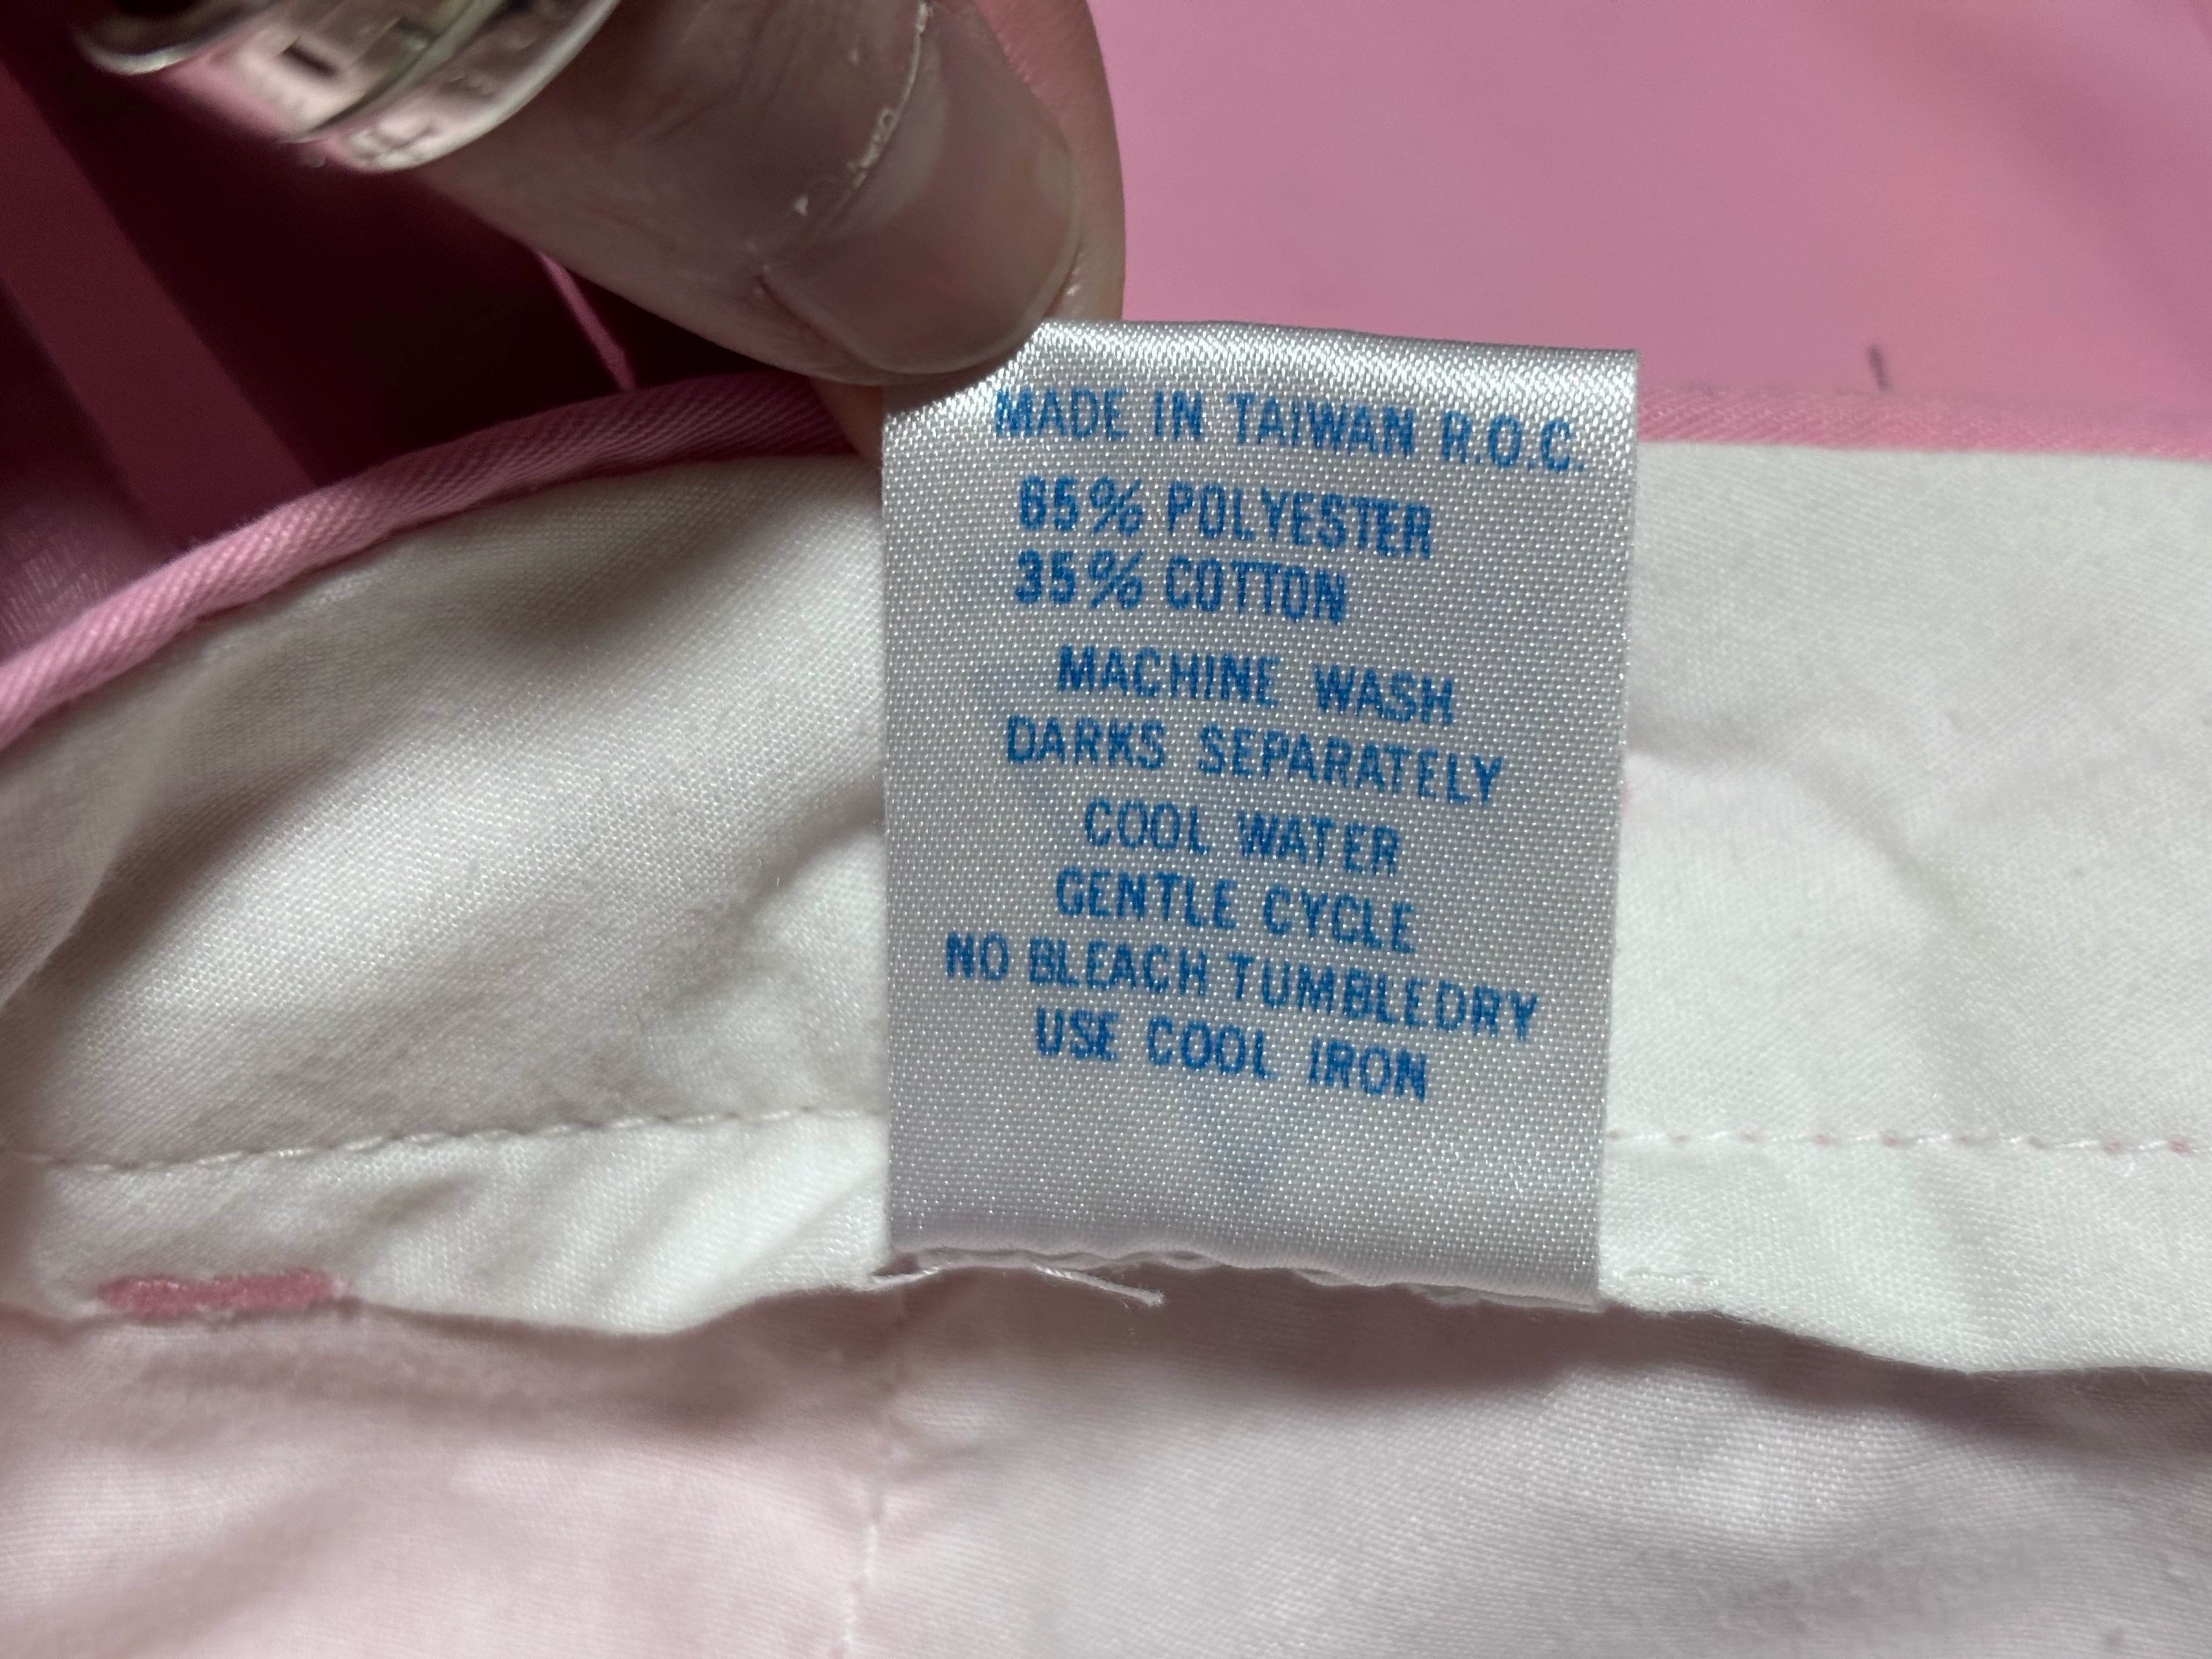 MADE IN TAIWAN R.O.C.
65% POLYESTER
35% COTTON
MACHINE WASH
DARKS SEPARATELY
COOL WATER
GENTLE CYCLE
NO BLEACH TUMBLEDRY
USE COOL IRON